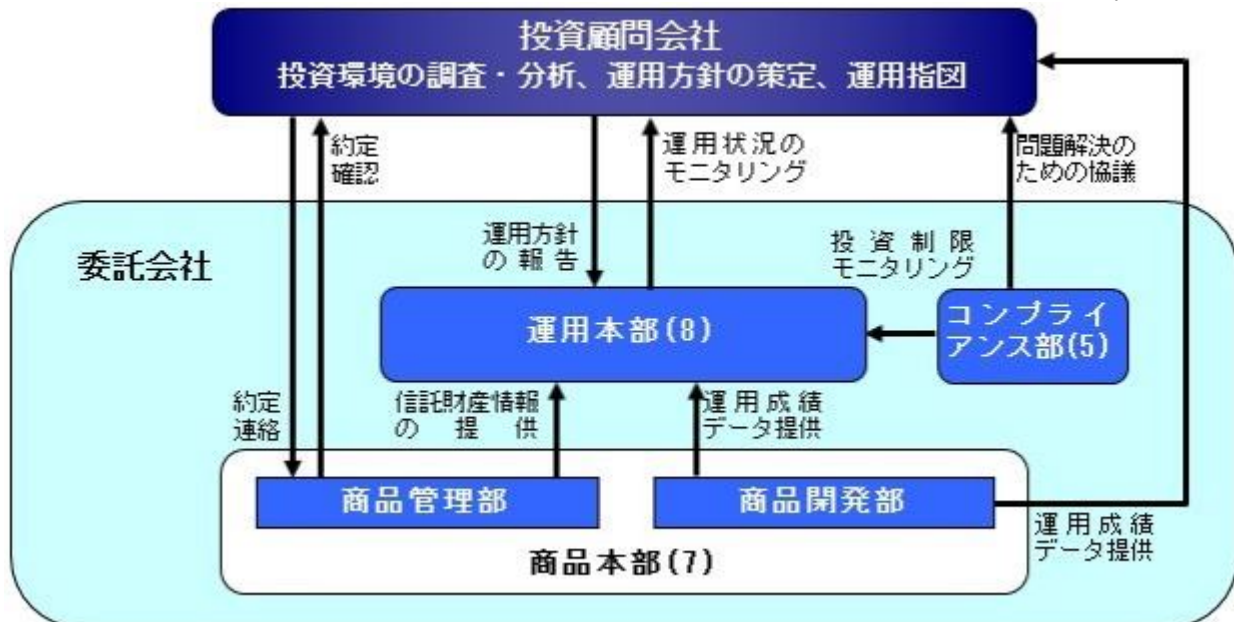 投資顧問会社
投資環境の調査・分析、運用方針の策定、運用指図
約定
確認
運用状況の
モニタリング
問題解決の
ための協議
委託会社
運用方針
の報告
投資制限
モニタリング
運用本部(8)
コンプライ
アンス部(5)
約定
連絡
信託財産情報
の提供
運用成績
データ提供
商品管理部
商品開発部
運用成績
データ提供
商品本部(7)